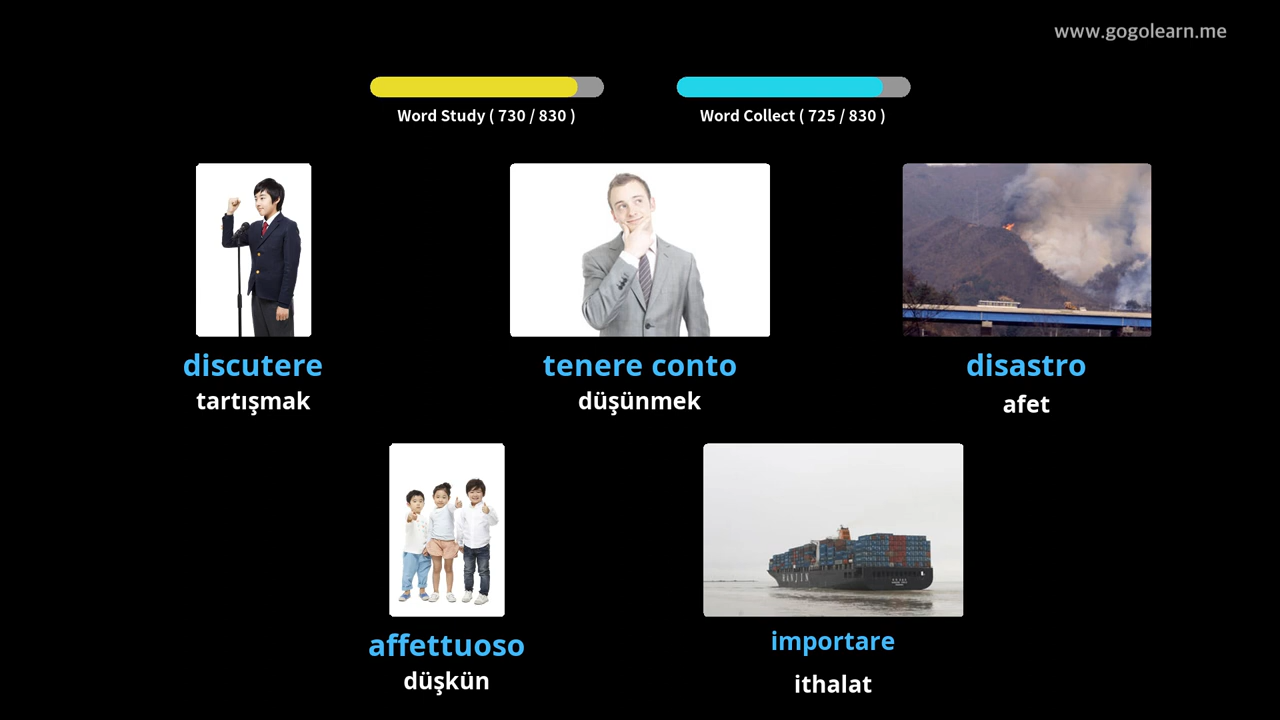 www.gogolearn.me
Word Study ( 730 / 830 )
Word Collect ( 725 / 830 )
discutere
tartışmak
tenere conto
düşünmek
disastro
afet
affettuoso
düşkün
HANJIN
importare
ithalat